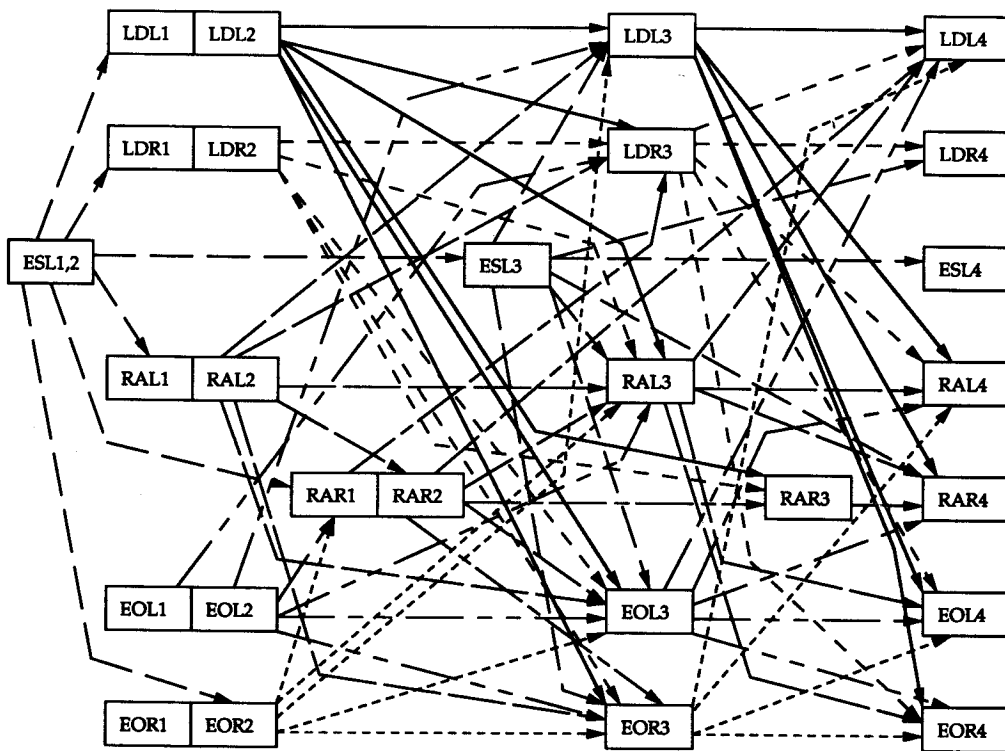 LDL1 LDL2 LDL3 LDL4
LDR1 LDR2 LDR3 LDR4
ESL1,2 ESL3 ESL4
RAL1 RAL2 RAL3 RAL4
RAR1 RAR2 RAR3 RAR4
EOL1 EOL2 EOL3 EOL4
EOR1 EOR2 EOR3 EOR4